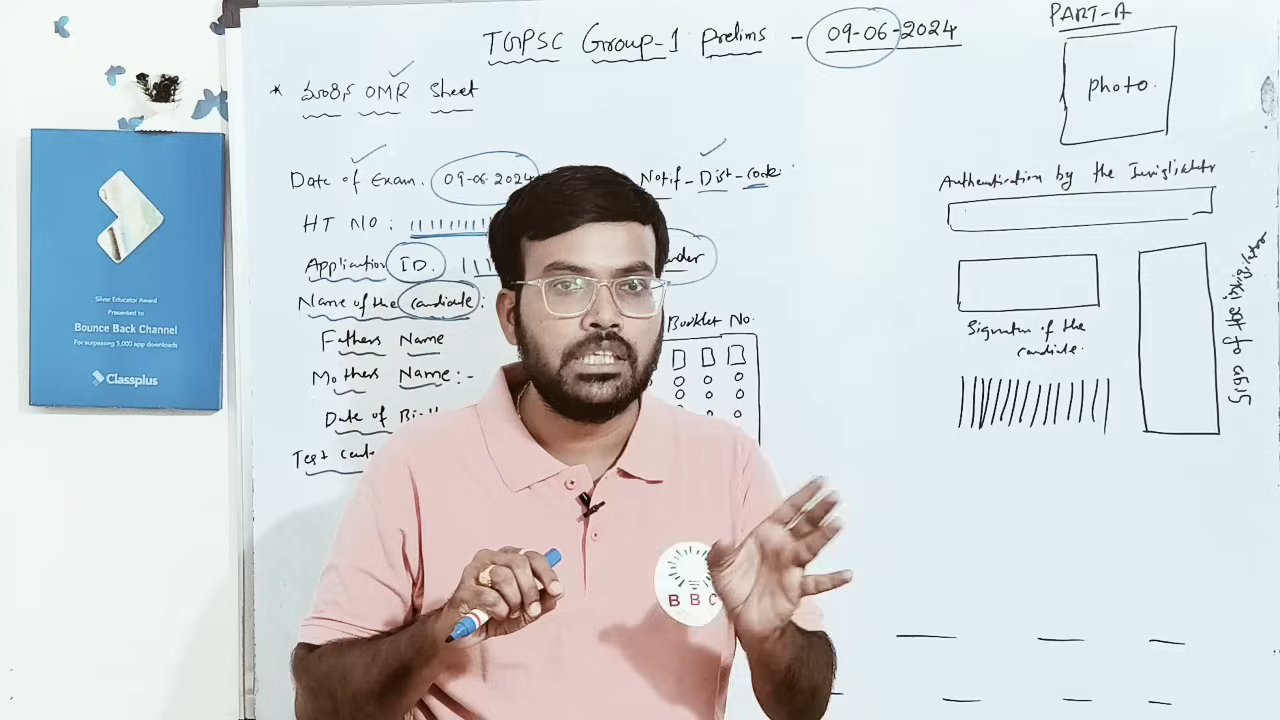 TGPSC Group-1 Prelims - 09-06-2024
* OMR Sheet
Date of Exam. 09-06-2024
Notif-Dist-Code:
HT NO :
Application ID.
Name of the Candidate :
Fathers Name
Mothers Name:-
Date of
Test
Booklet No.
PART-A
Photo.
Authentication by the Invigilator
Signature of the
candidate.
Sign of the Invigilator
Silver Educator Award
Presented to
Bounce Back Channel
For surpassing 5,000 app downloads
Classplus
B B C